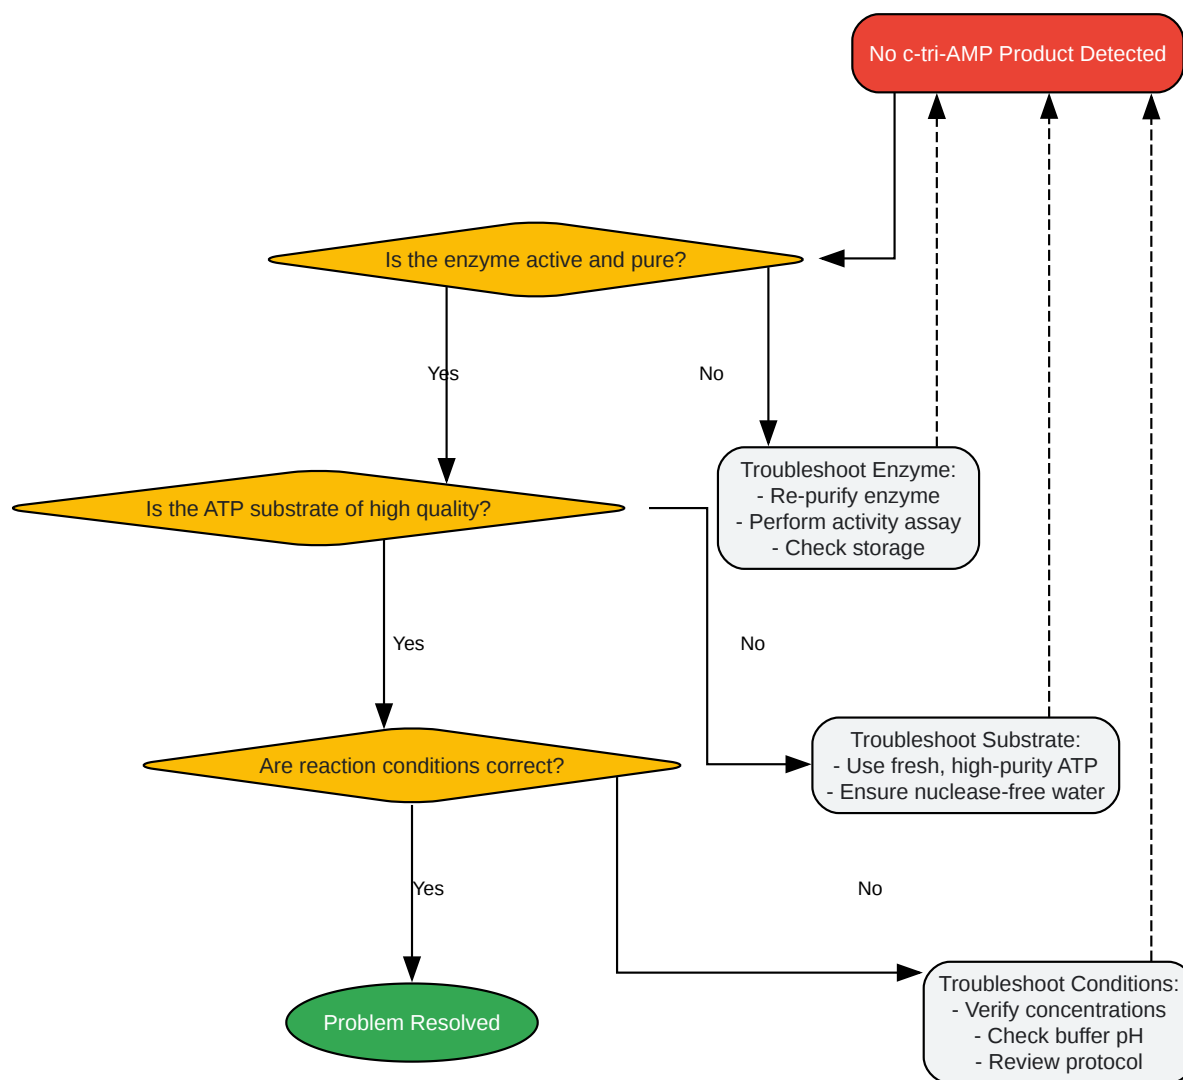 No c-tri-AMP Product Detected
Is the enzyme active and pure?
Yes
No
Troubleshoot Enzyme:
- Re-purify enzyme
- Perform activity assay
- Check storage
Is the ATP substrate of high quality?
Yes
No
Troubleshoot Substrate:
- Use fresh, high-purity ATP
- Ensure nuclease-free water
Are reaction conditions correct?
Yes
No
Troubleshoot Conditions:
- Verify concentrations
- Check buffer pH
- Review protocol
Problem Resolved